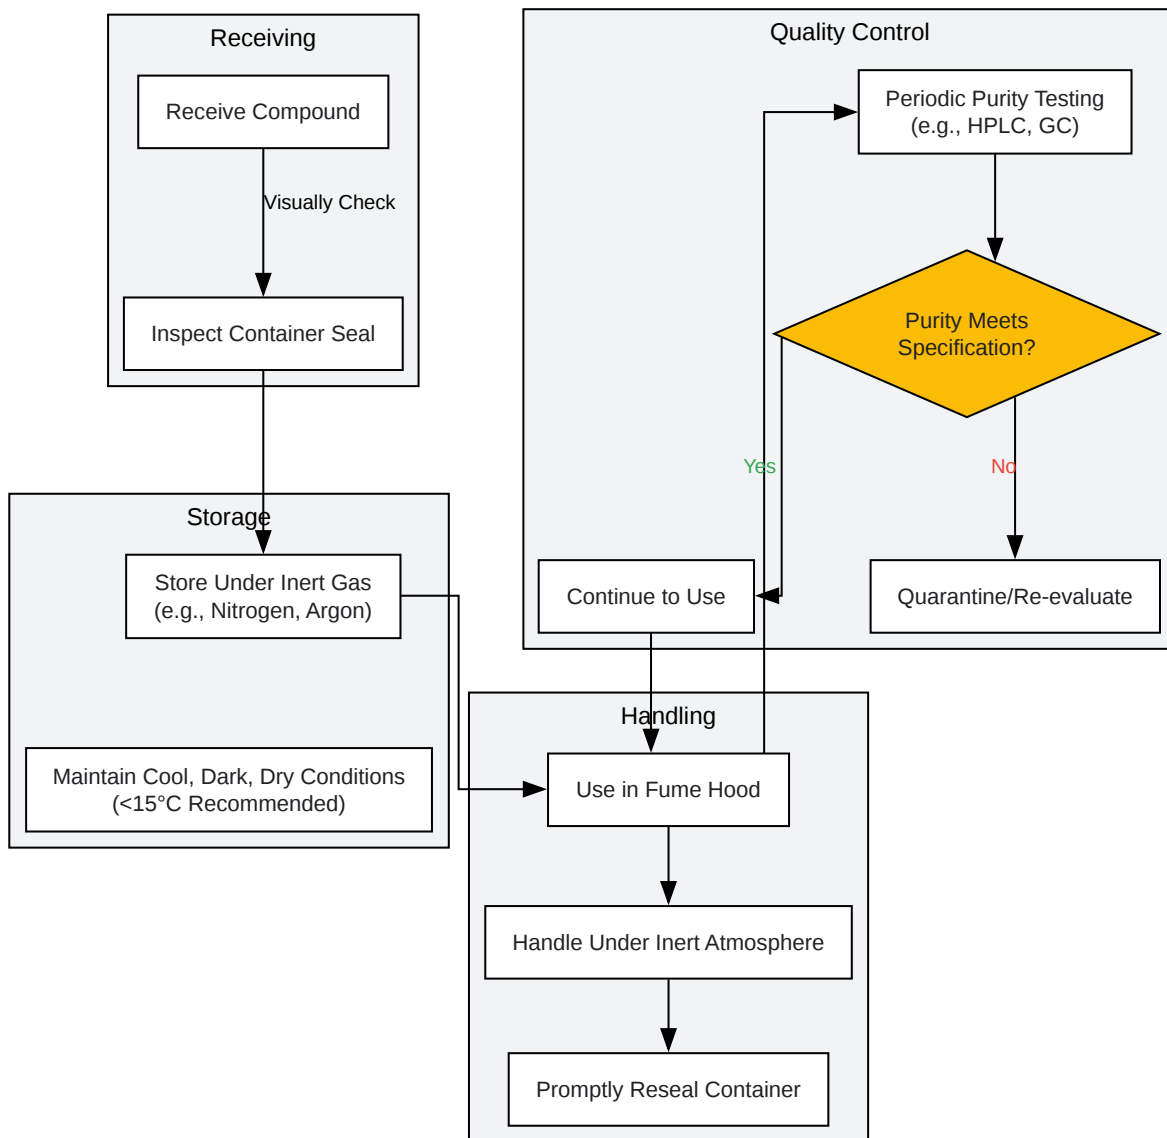 Receiving
Receive Compound
Visually Check
Inspect Container Seal
Storage
Store Under Inert Gas
(e.g., Nitrogen, Argon)
Maintain Cool, Dark, Dry Conditions
(<15°C Recommended)
Quality Control
Periodic Purity Testing
(e.g., HPLC, GC)
Purity Meets
Specification?
Yes
No
Continue to Use
Quarantine/Re-evaluate
Handling
Use in Fume Hood
Handle Under Inert Atmosphere
Promptly Reseal Container